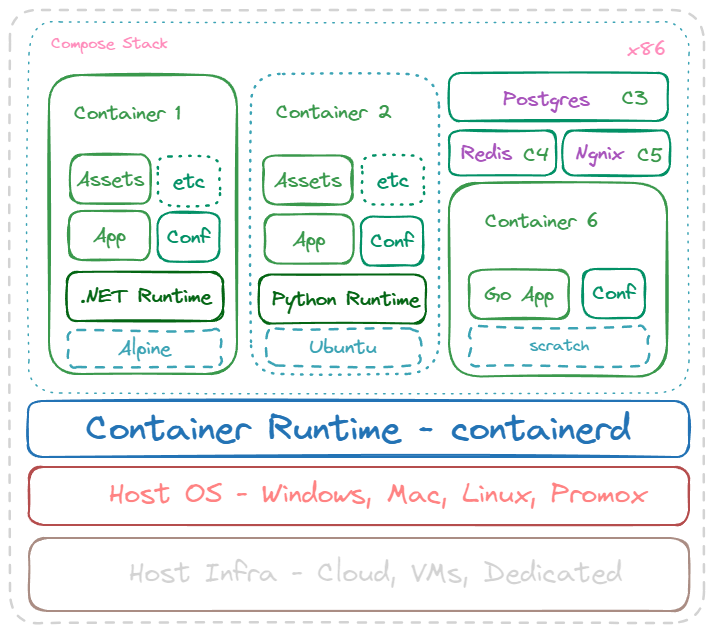 Compose Stack
x86
Container 1
Assets
etc
App
Conf
.NET Runtime
Alpine
Container 2
Assets
etc
App
Conf
Python Runtime
Ubuntu
Postgres C3
Redis C4
Ngnix C5
Container 6
Go App
Conf
scratch
Container Runtime - containerd
Host OS - Windows, Mac, Linux, Promox
Host Infra - Cloud, VMs, Dedicated